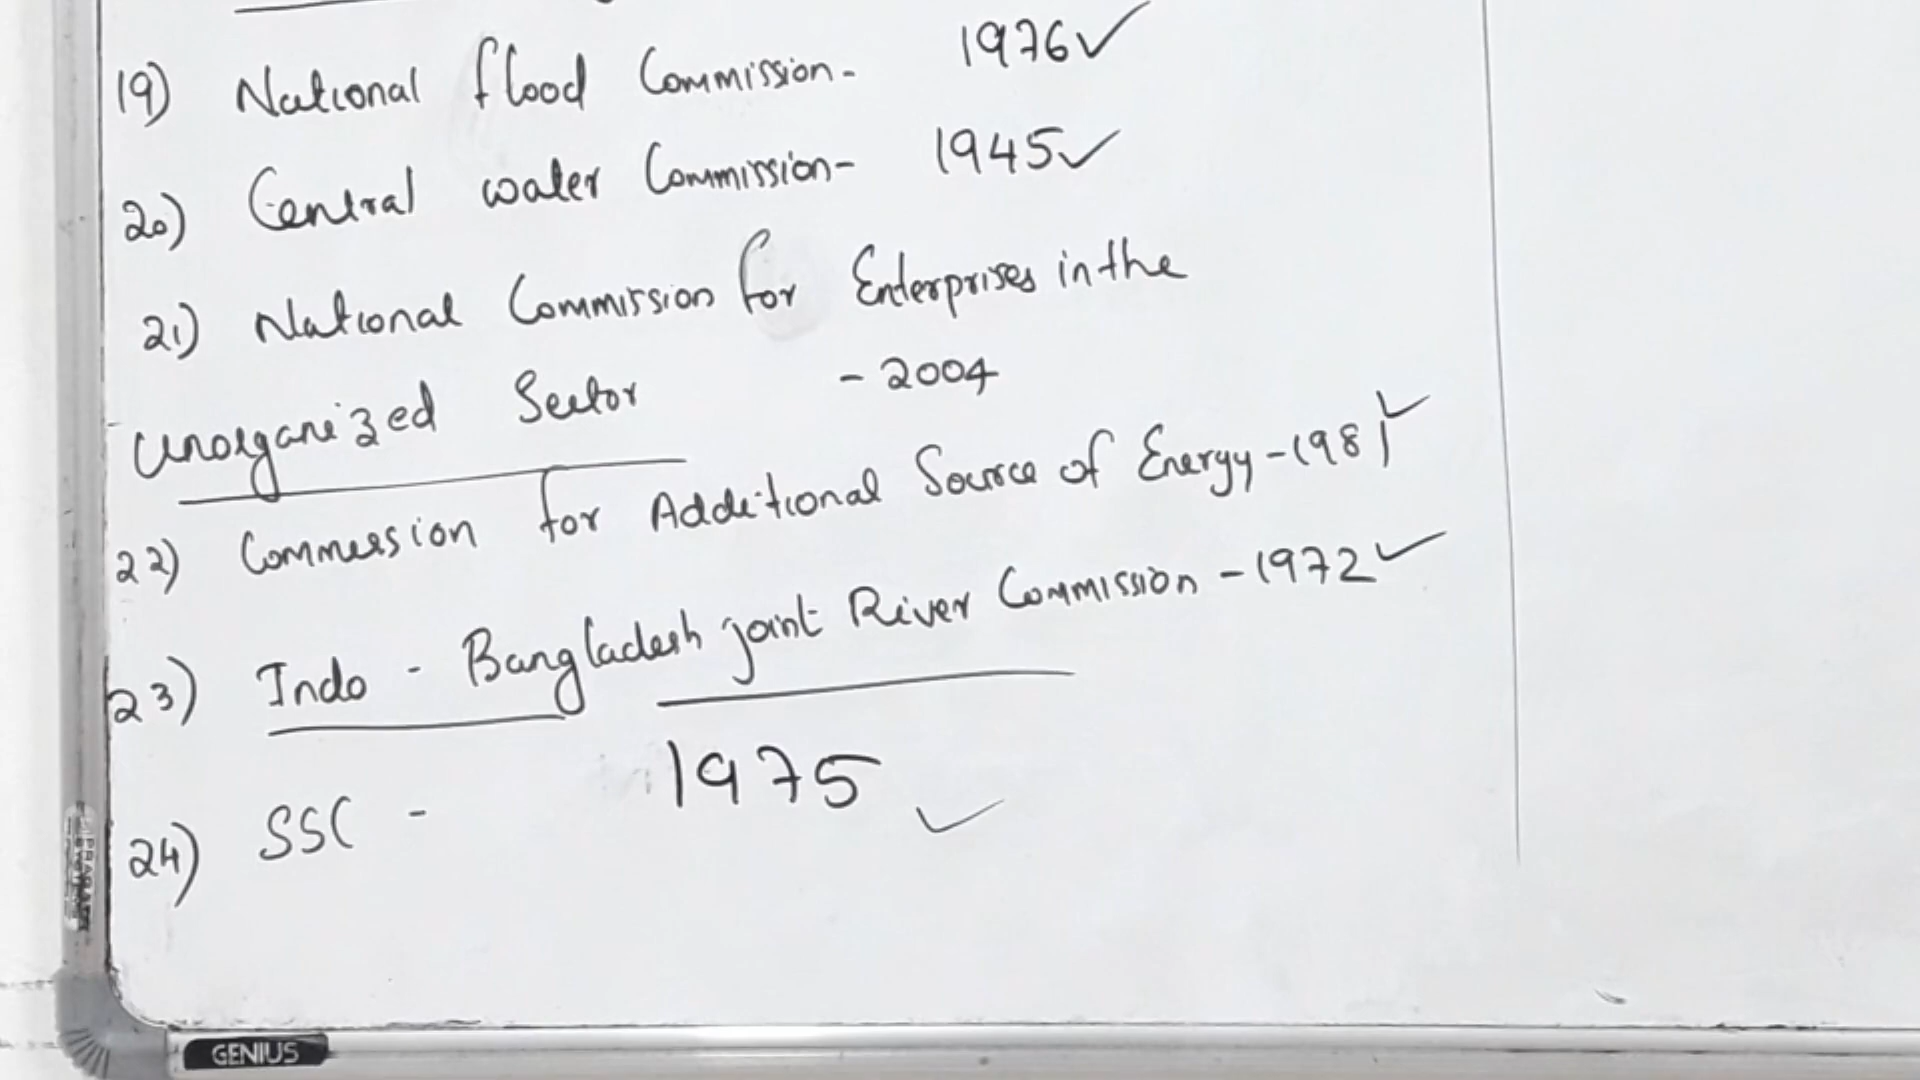 19) National flood Commission- 1976✓
20) Central water Commission- 1945✓
21) National Commission for Enterprises in the
unorganized Sector - 2004
22) Commession for Additional Source of Energy-1981✓
23) Indo - Bangladesh joint River Commission -1972✓
24) SSC - 1975 ✓
GENIUS